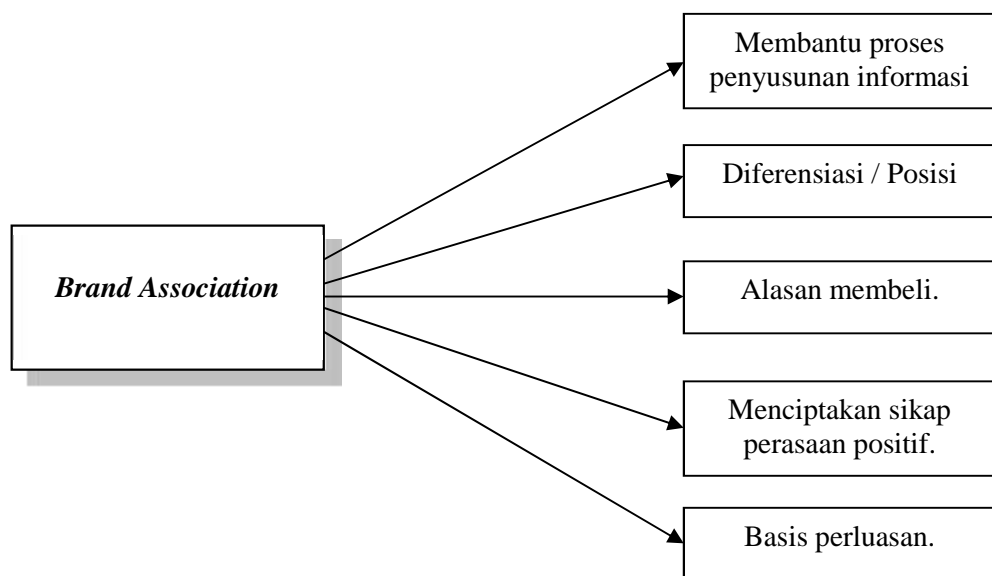 Membantu proses
penyusunan informasi
Diferensiasi / Posisi
Brand Association
Alasan membeli.
Menciptakan sikap
perasaan positif.
Basis perluasan.